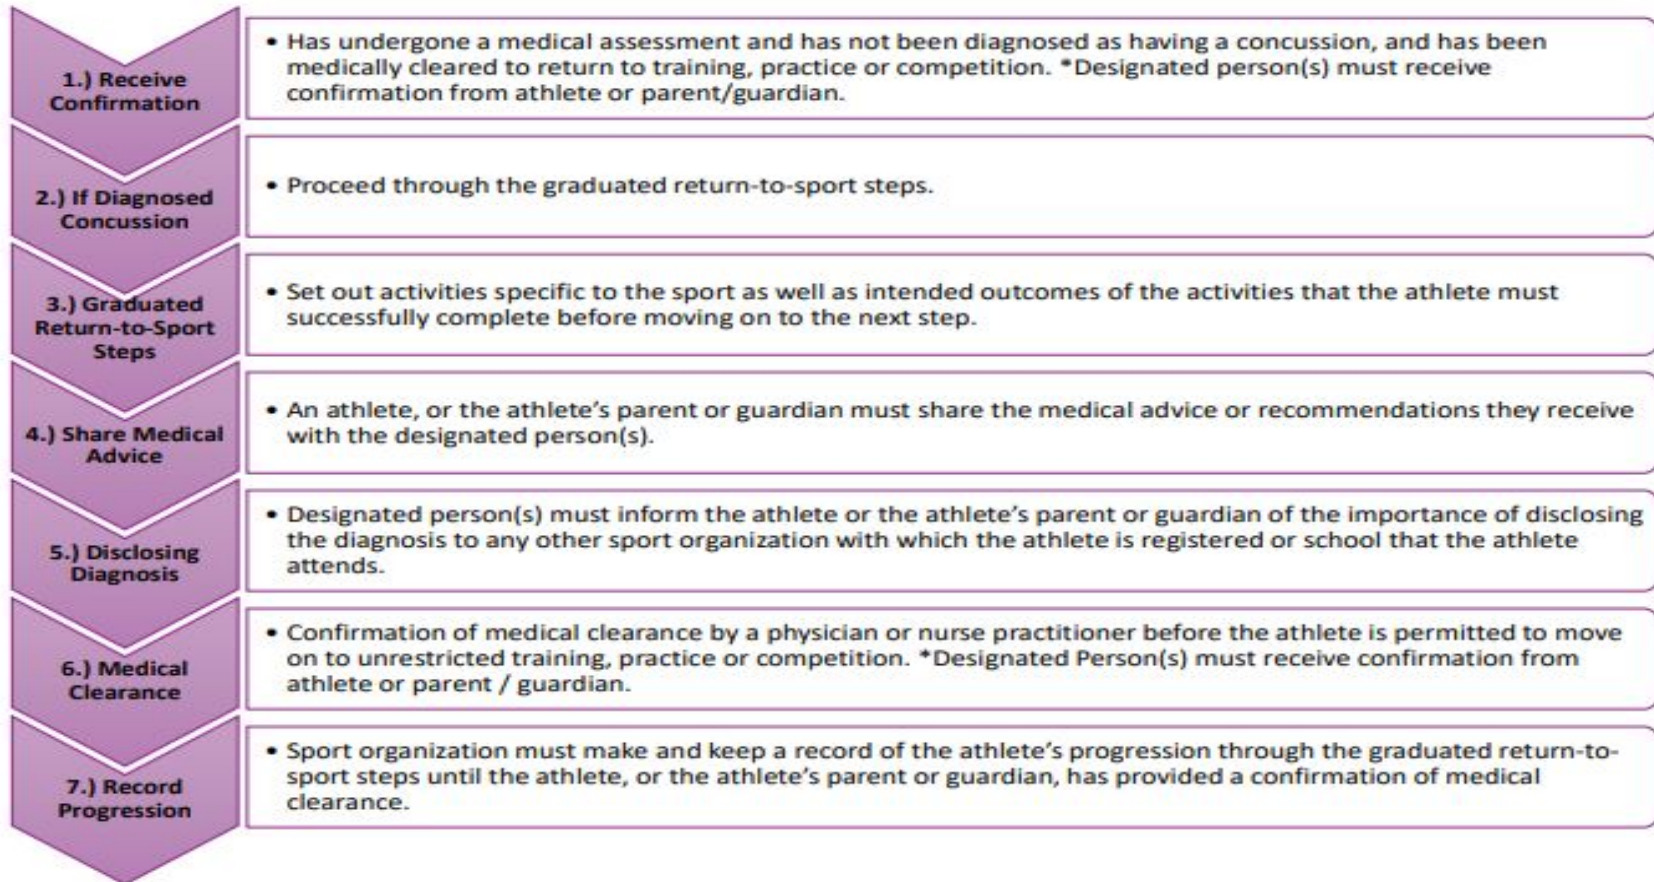 1.) Receive
Confirmation
• Has undergone a medical assessment and has not been diagnosed as having a concussion, and has been
medically cleared to return to training, practice or competition. *Designated person(s) must receive
confirmation from athlete or parent/guardian.
2.) If Diagnosed
Concussion
• Proceed through the graduated return-to-sport steps.
3.) Graduated
Return-to-Sport
Steps
• Set out activities specific to the sport as well as intended outcomes of the activities that the athlete must
successfully complete before moving on to the next step.
4.) Share Medical
Advice
• An athlete, or the athlete’s parent or guardian must share the medical advice or recommendations they receive
with the designated person(s).
5.) Disclosing
Diagnosis
• Designated person(s) must inform the athlete or the athlete’s parent or guardian of the importance of disclosing
the diagnosis to any other sport organization with which the athlete is registered or school that the athlete
attends.
6.) Medical
Clearance
• Confirmation of medical clearance by a physician or nurse practitioner before the athlete is permitted to move
on to unrestricted training, practice or competition. *Designated Person(s) must receive confirmation from
athlete or parent / guardian.
7.) Record
Progression
• Sport organization must make and keep a record of the athlete’s progression through the graduated return-to-
sport steps until the athlete, or the athlete’s parent or guardian, has provided a confirmation of medical
clearance.